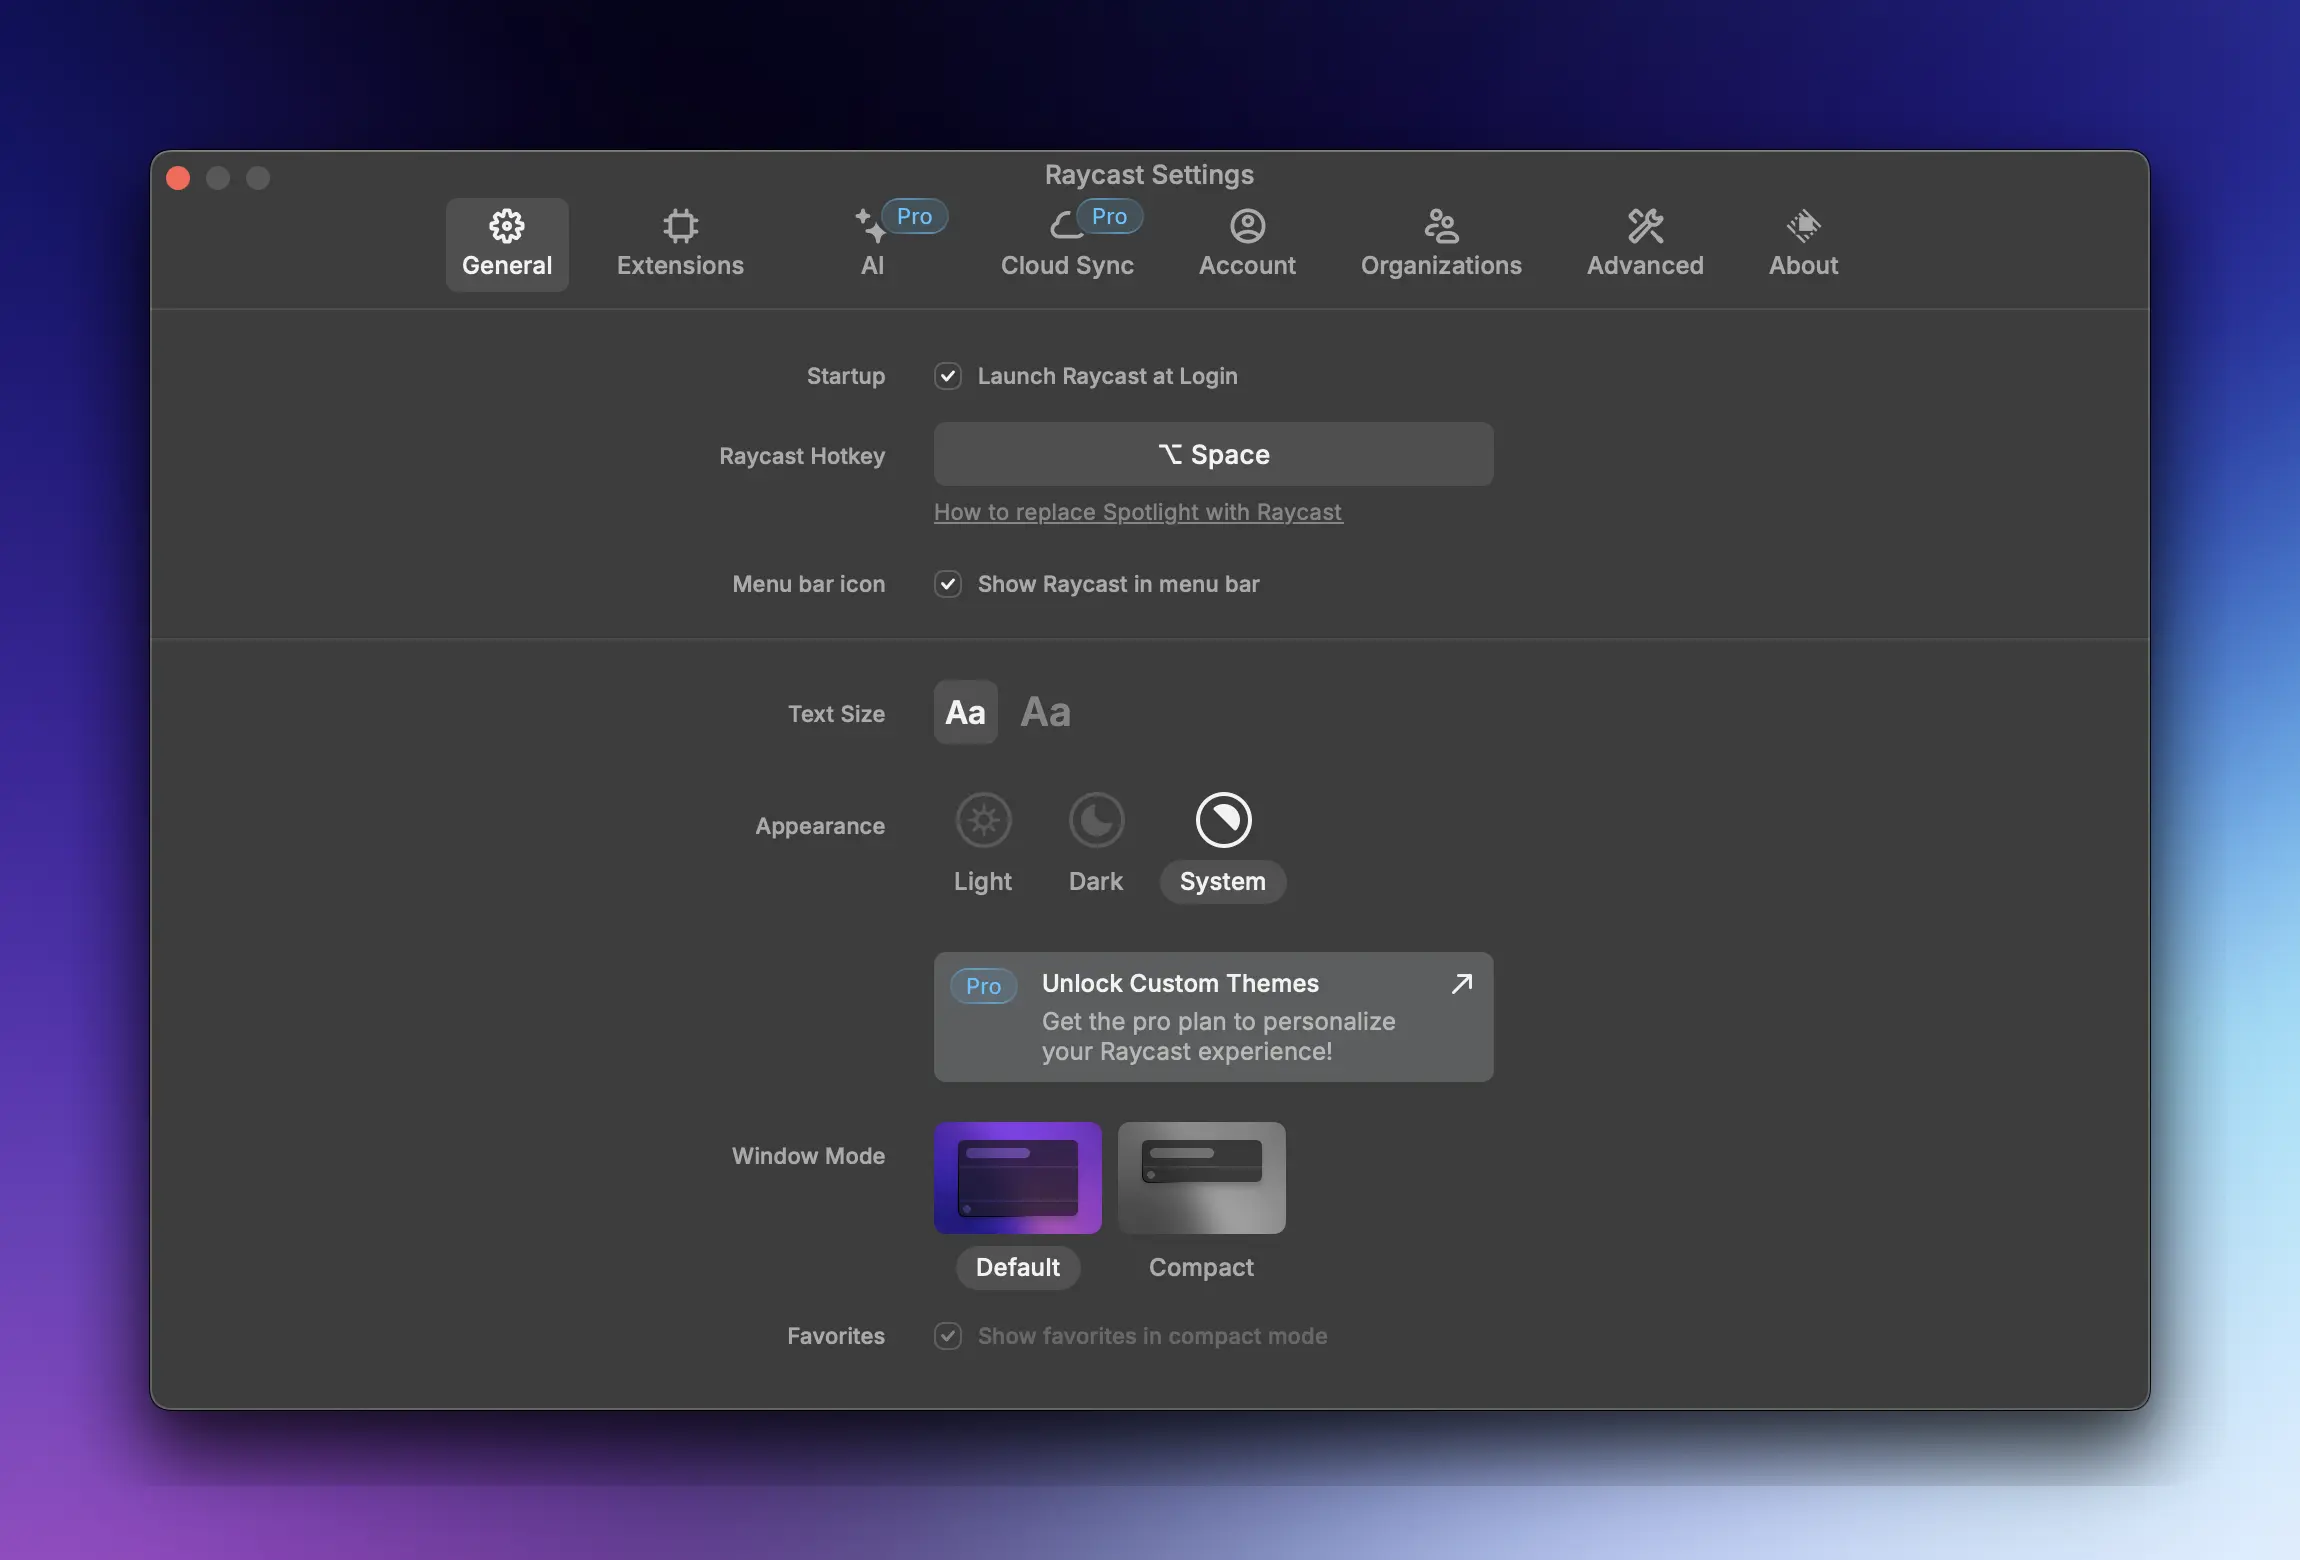 Raycast Settings
General
Extensions
Pro
AI
Pro
Cloud Sync
Account
Organizations
Advanced
About
Startup
Launch Raycast at Login
Raycast Hotkey
⌥ Space
How to replace Spotlight with Raycast
Menu bar icon
Show Raycast in menu bar
Text Size
Aa Aa
Appearance
Light
Dark
System
Pro
Unlock Custom Themes
Get the pro plan to personalize
your Raycast experience!
Window Mode
Default
Compact
Favorites
Show favorites in compact mode